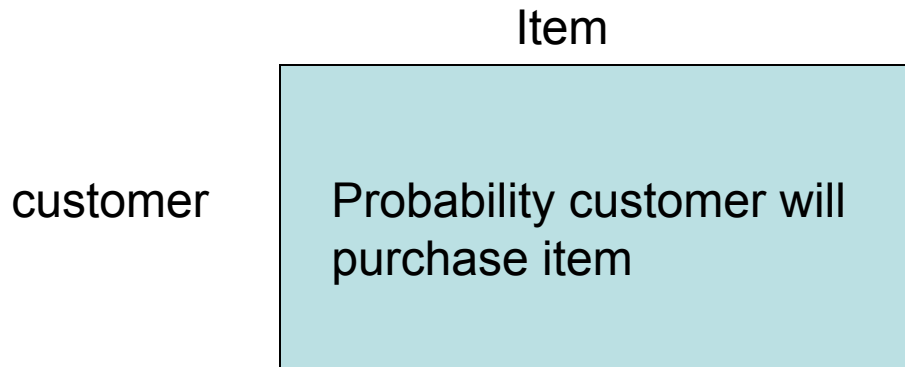 Item
customer
Probability customer will
purchase item